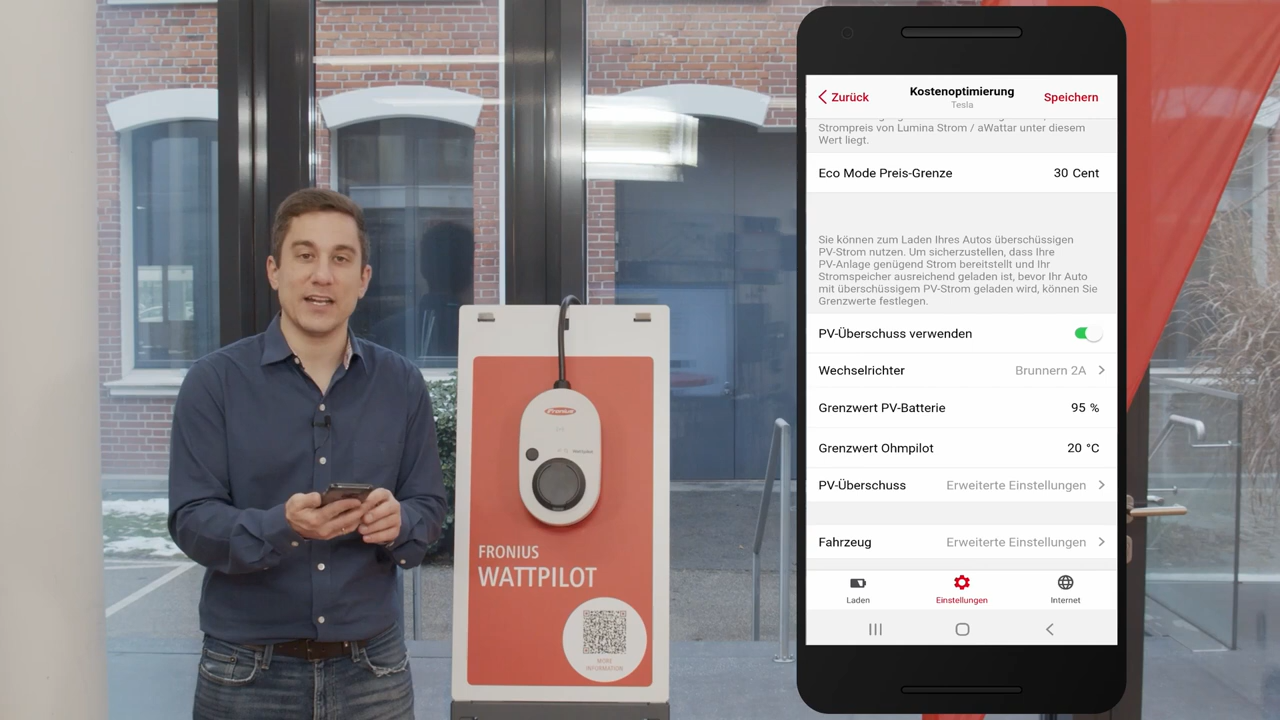 Fronius
Wattpilot
FRONIUS
WATTPILOT
MORE
INFORMATION
Zurück
Kostenoptimierung
Speichern
Tesla
Strompreis von Lumina Strom / aWattar unter diesem
Wert liegt.
Eco Mode Preis-Grenze 30 Cent
Sie können zum Laden Ihres Autos überschüssigen
PV-Strom nutzen. Um sicherzustellen, dass Ihre
PV-Anlage genügend Strom bereitstellt und Ihr
Stromspeicher ausreichend geladen ist, bevor Ihr Auto
mit überschüssigem PV-Strom geladen wird, können Sie
Grenzwerte festlegen.
PV-Überschuss verwenden
Wechselrichter Brunnern 2A
Grenzwert PV-Batterie 95 %
Grenzwert Ohmpilot 20 °C
PV-Überschuss Erweiterte Einstellungen
Fahrzeug Erweiterte Einstellungen
Laden Einstellungen Internet